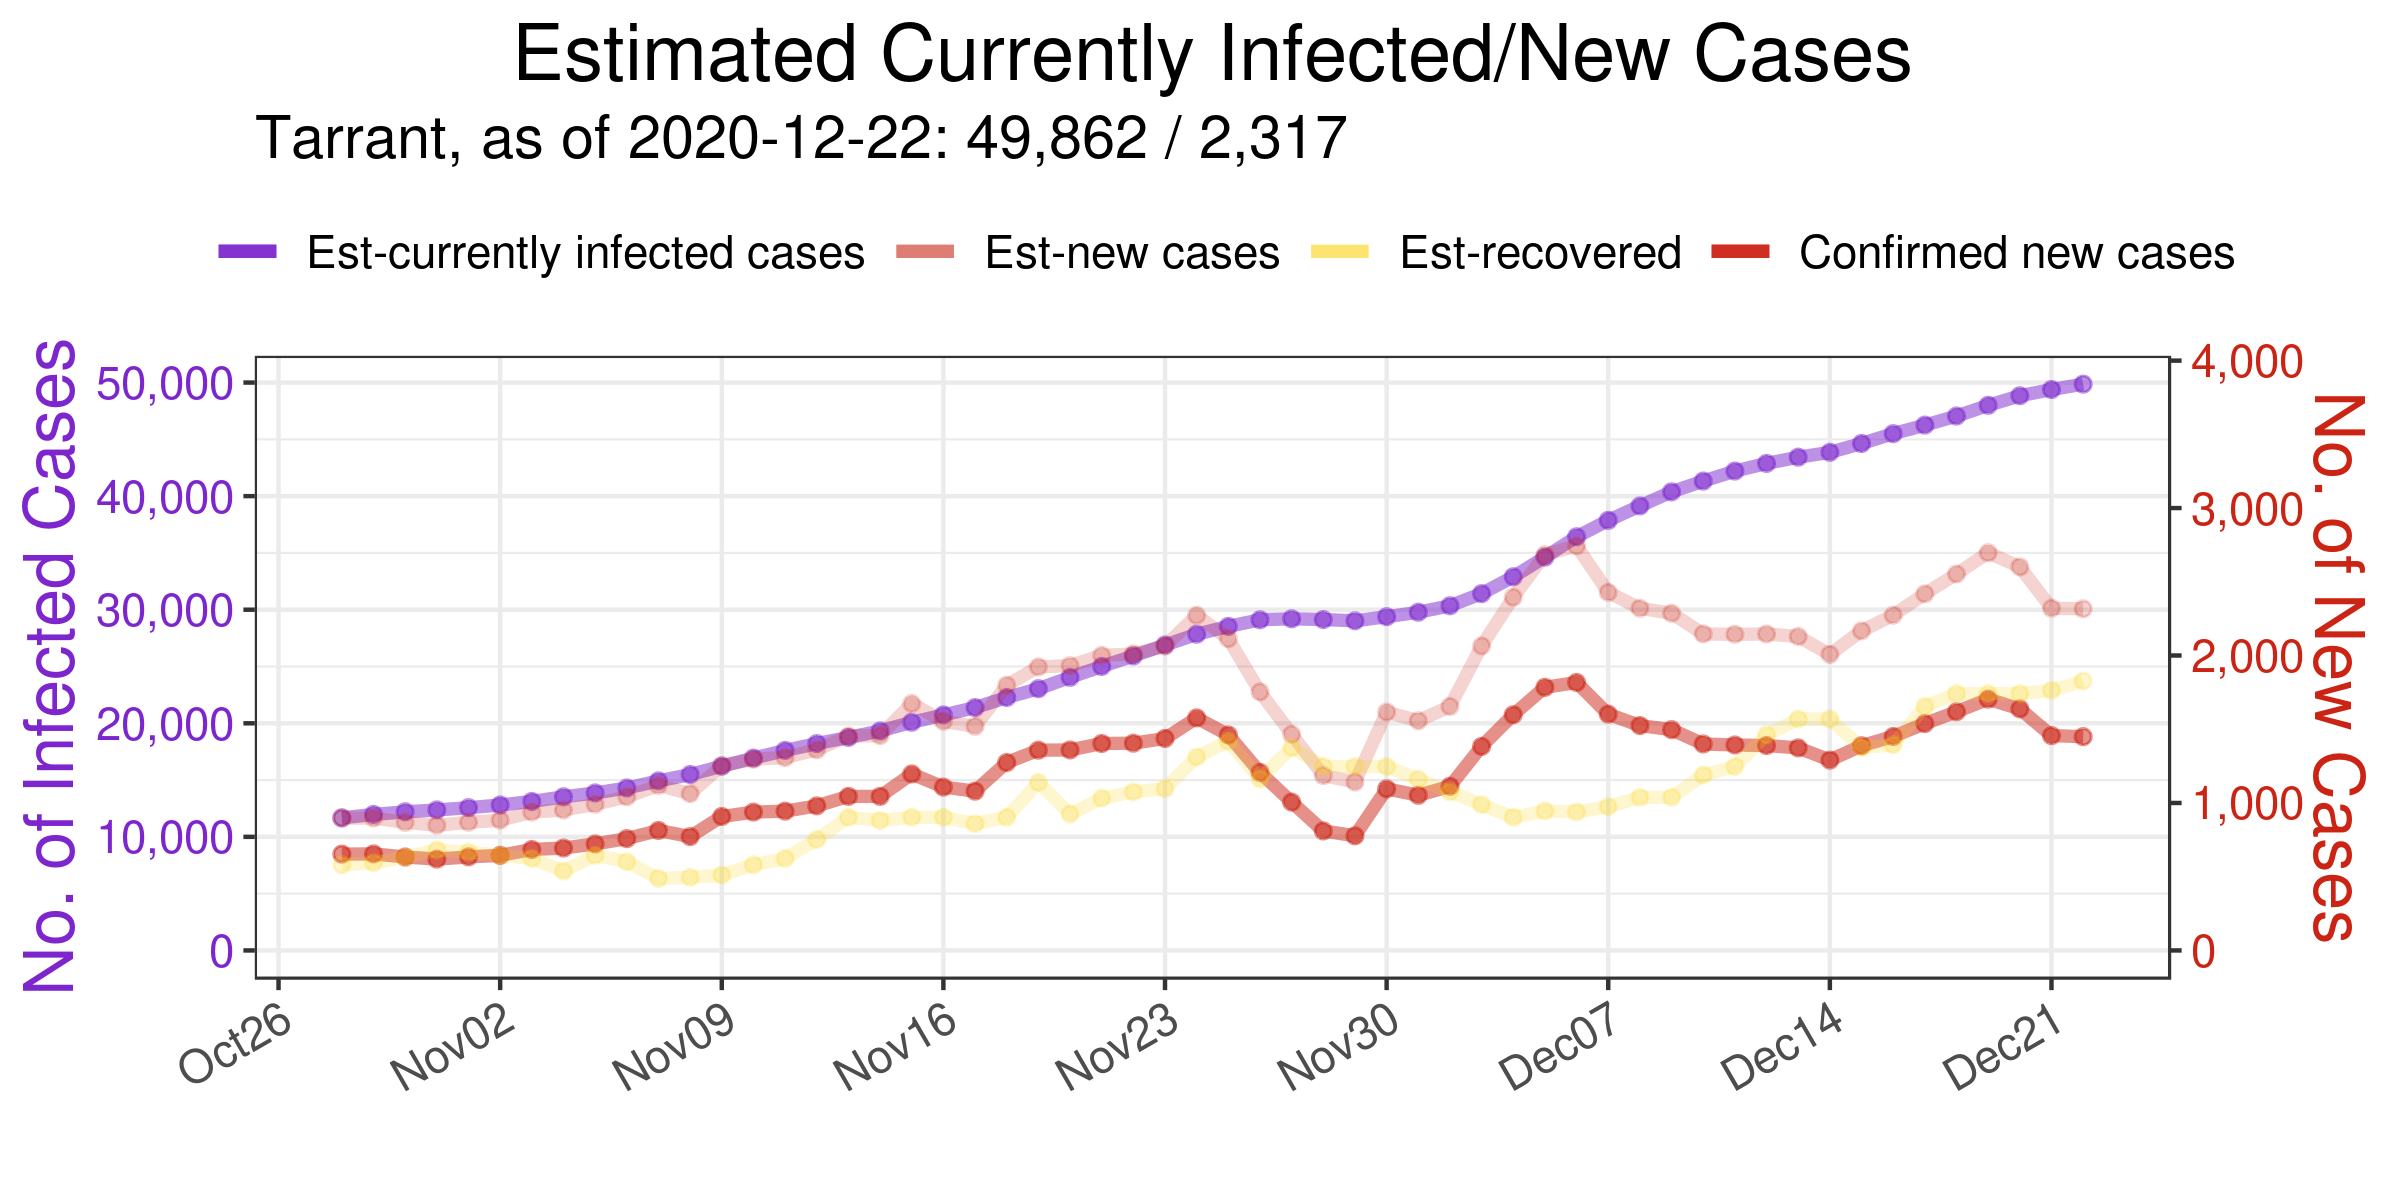 Estimated Currently Infected/New Cases
Tarrant, as of 2020-12-22: 49,862 / 2,317
Est-currently infected cases Est-new cases Est-recovered Confirmed new cases
No. of Infected Cases
50,000
40,000
30,000
20,000
10,000
0
4,000
3,000
2,000
1,000
0
No. of New Cases
Oct26 Nov02 Nov09 Nov16 Nov23 Nov30 Dec07 Dec14 Dec21